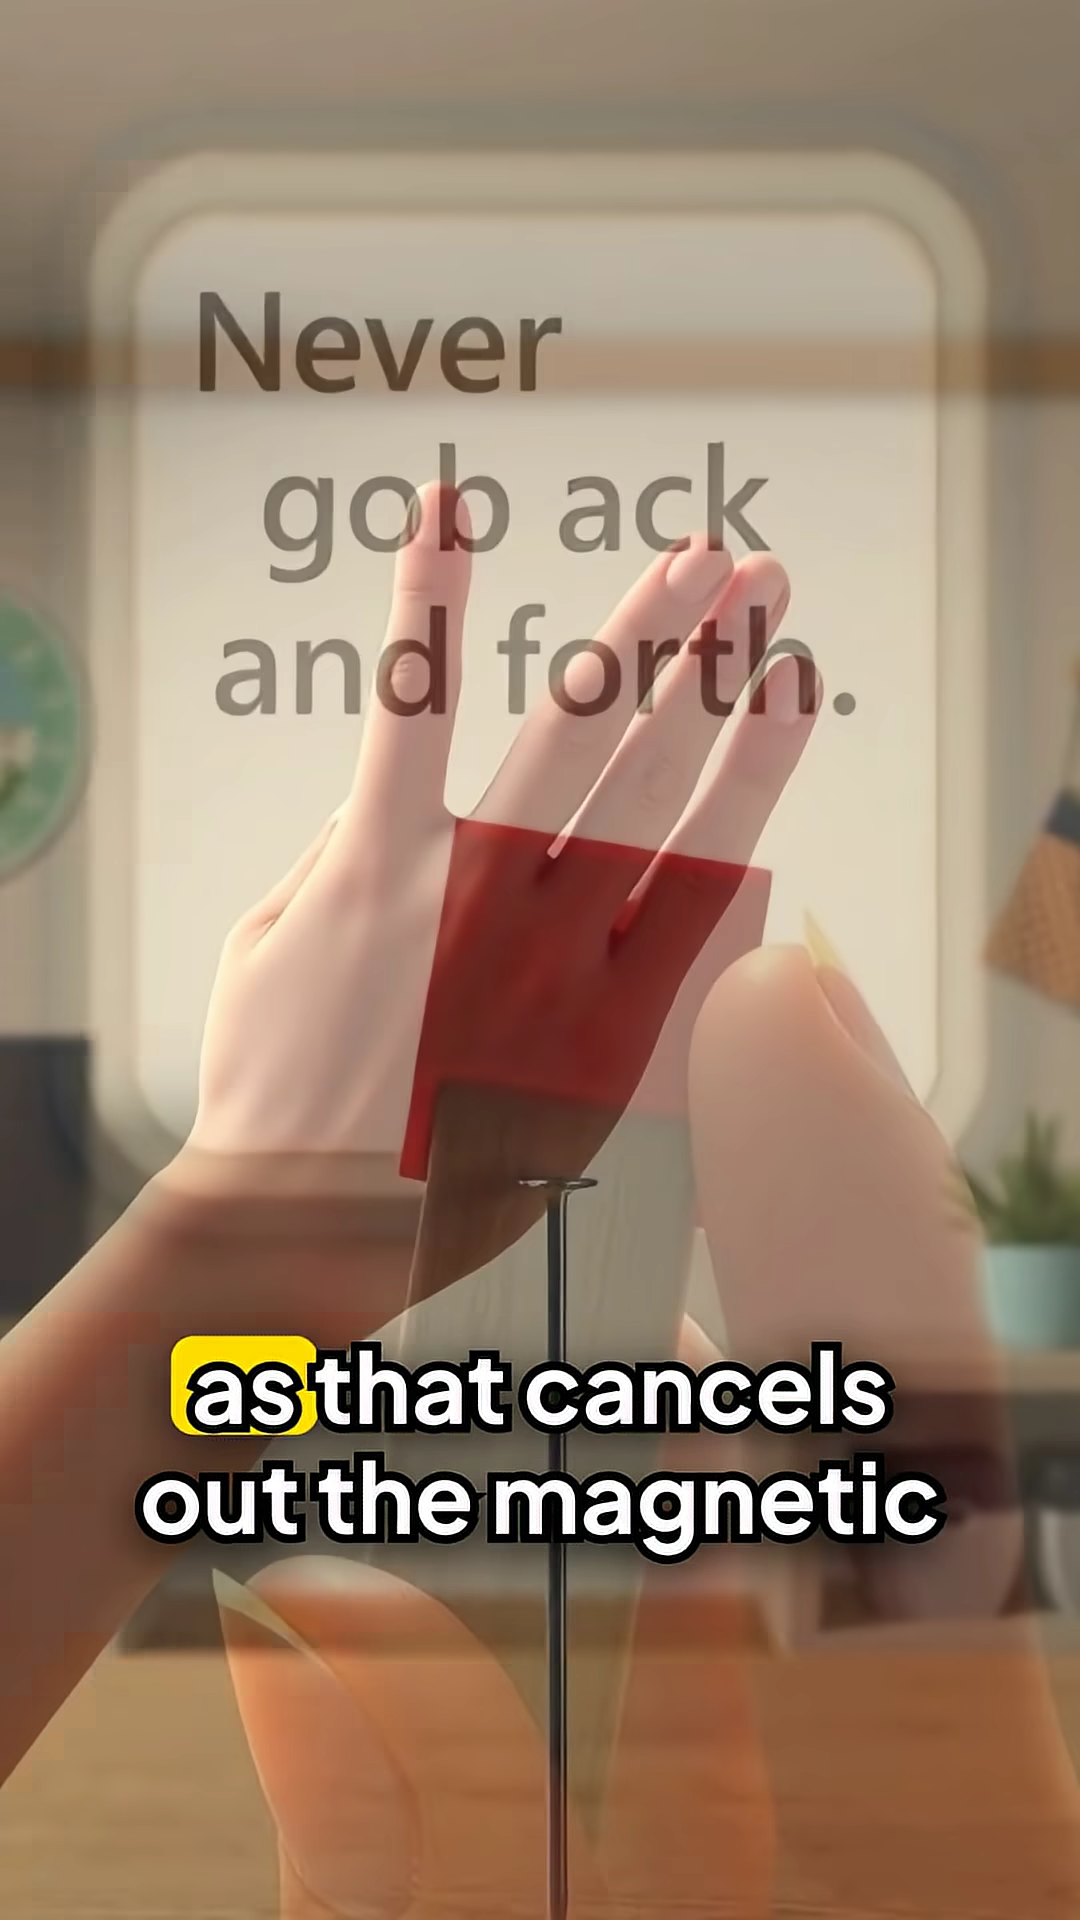 Never
gob ack
and forth.
as that cancels
out the magnetic